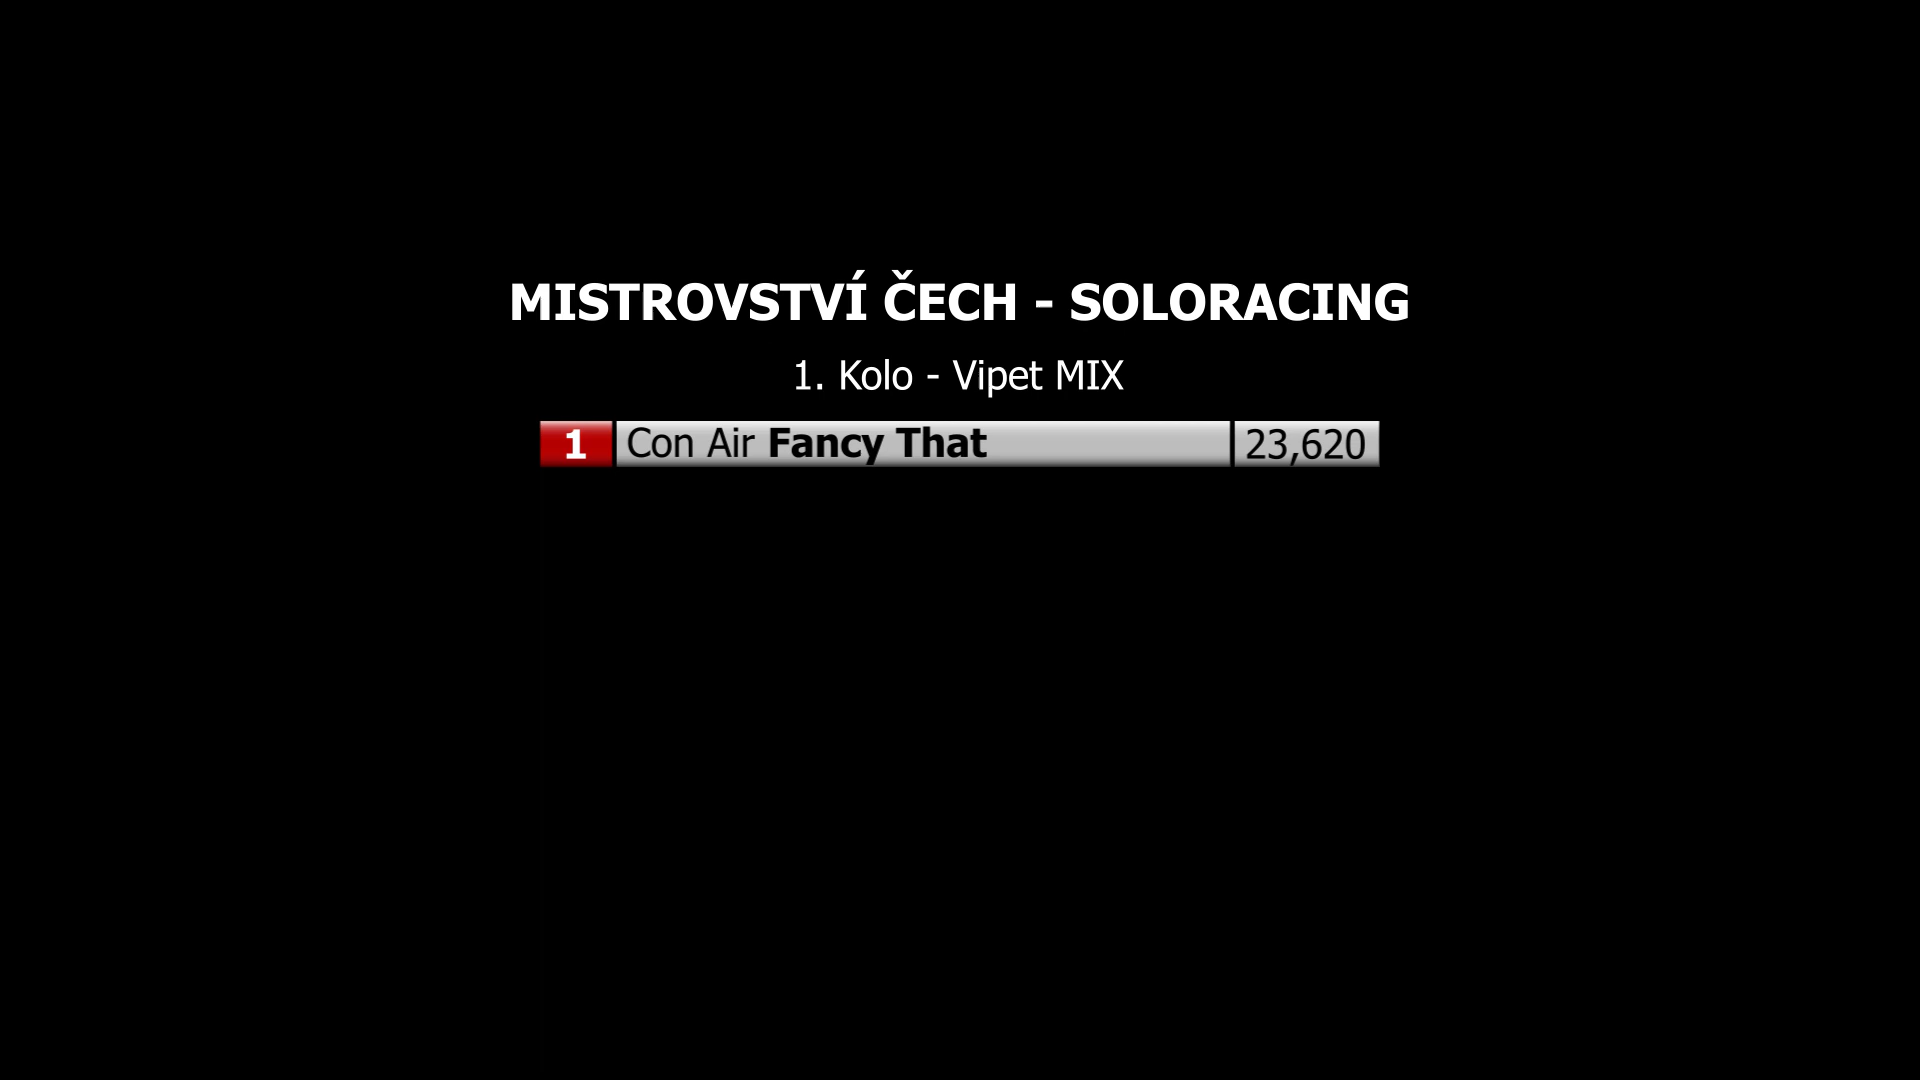 MISTROVSTVÍ ČECH - SOLORACING
1. Kolo - Vipet MIX
1 Con Air Fancy That 23,620